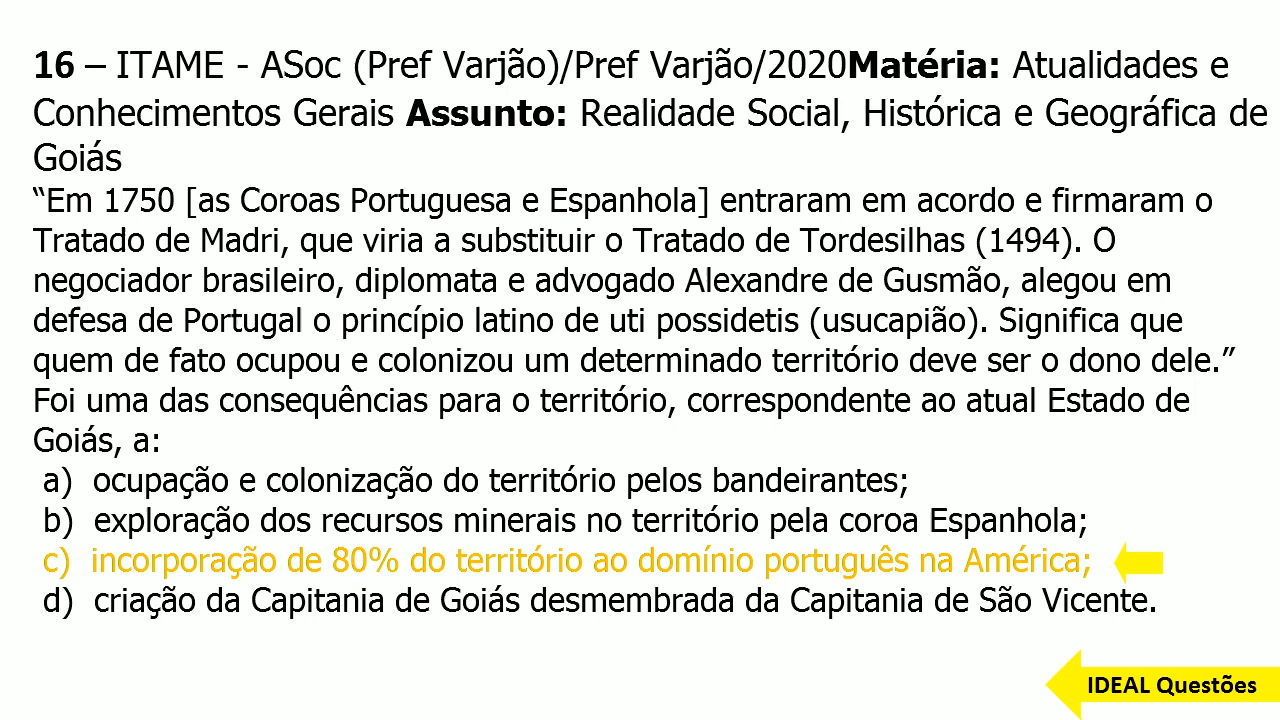 16 – ITAME - ASoc (Pref Varjão)/Pref Varjão/2020Matéria: Atualidades e
Conhecimentos Gerais Assunto: Realidade Social, Histórica e Geográfica de
Goiás
“Em 1750 [as Coroas Portuguesa e Espanhola] entraram em acordo e firmaram o
Tratado de Madri, que viria a substituir o Tratado de Tordesilhas (1494). O
negociador brasileiro, diplomata e advogado Alexandre de Gusmão, alegou em
defesa de Portugal o princípio latino de uti possidetis (usucapião). Significa que
quem de fato ocupou e colonizou um determinado território deve ser o dono dele.”
Foi uma das consequências para o território, correspondente ao atual Estado de
Goiás, a:
a) ocupação e colonização do território pelos bandeirantes;
b) exploração dos recursos minerais no território pela coroa Espanhola;
c) incorporação de 80% do território ao domínio português na América;
d) criação da Capitania de Goiás desmembrada da Capitania de São Vicente.
IDEAL Questões